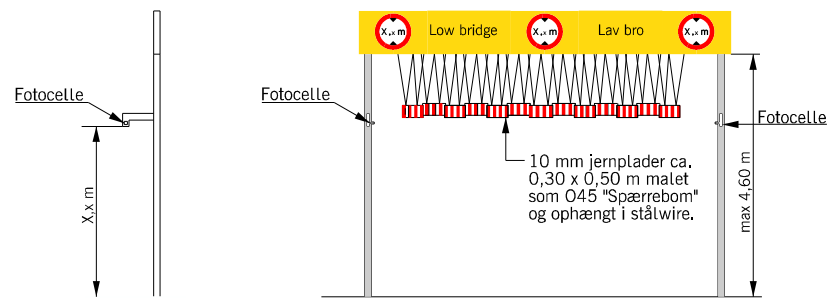 Fotocelle
X,x m
X,x m
Low bridge
X,x m
Lav bro
X,x m
Fotocelle
Fotocelle
10 mm jernplader ca.
0,30 x 0,50 m malet
som O45 "Spærrebom"
og ophængt i stålwire.
max 4,60 m